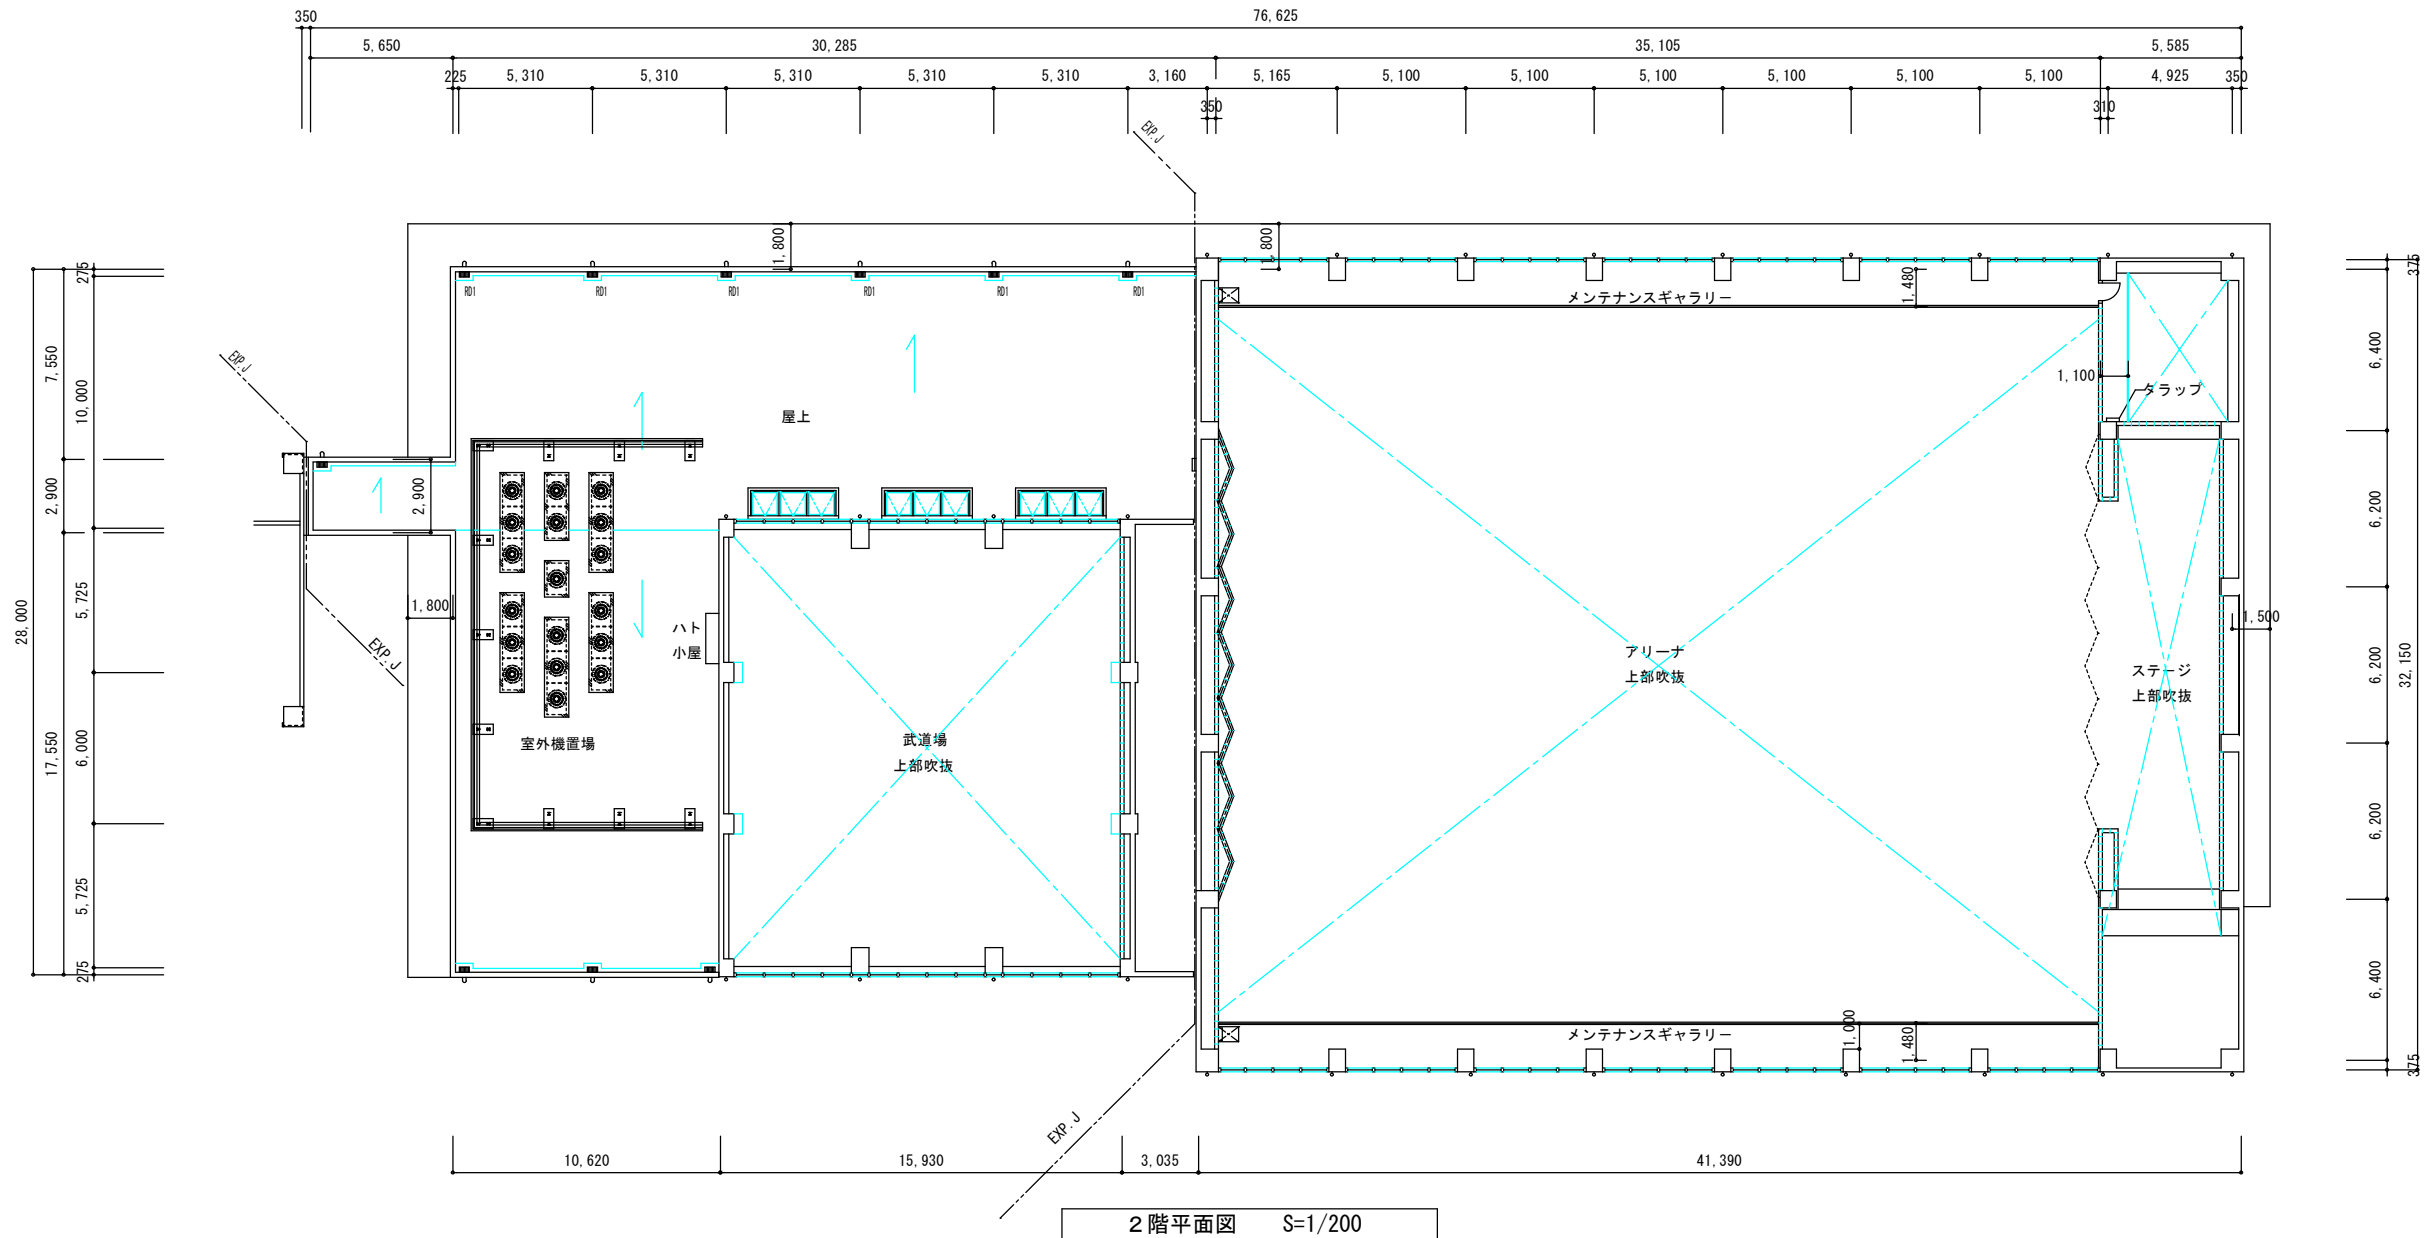 350
76,625
5,650
30,285
35,105
5,585
225
5,310
5,310
5,310
5,310
5,310
3,160
5,165
5,100
5,100
5,100
5,100
5,100
5,100
4,925
350
350
310
EXP.J
1,800
1,800
275
375
RD1
RD1
RD1
RD1
RD1
RD1
1,480
メンテナンスギャラリー
7,550
10,000
EXP.J
屋上
1,100
タラップ
6,400
2,900
2,900
6,200
28,000
5,725
1,800
EXP.J
ハト
小屋
1,500
アリーナ
上部吹抜
ステージ
上部吹抜
6,200
32,150
17,550
6,000
室外機置場
武道場
上部吹抜
6,200
5,725
6,400
275
メンテナンスギャラリー
1,000
1,480
375
EXP.J
10,620
15,930
3,035
41,390
2階平面図 S=1/200